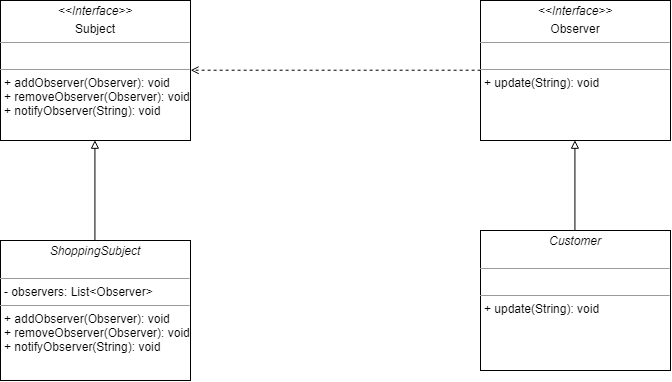 <<Interface>>
Subject
+ addObserver(Observer): void
+ removeObserver(Observer): void
+ notifyObserver(String): void
<<Interface>>
Observer
+ update(String): void
ShoppingSubject
- observers: List<Observer>
+ addObserver(Observer): void
+ removeObserver(Observer): void
+ notifyObserver(String): void
Customer
+ update(String): void